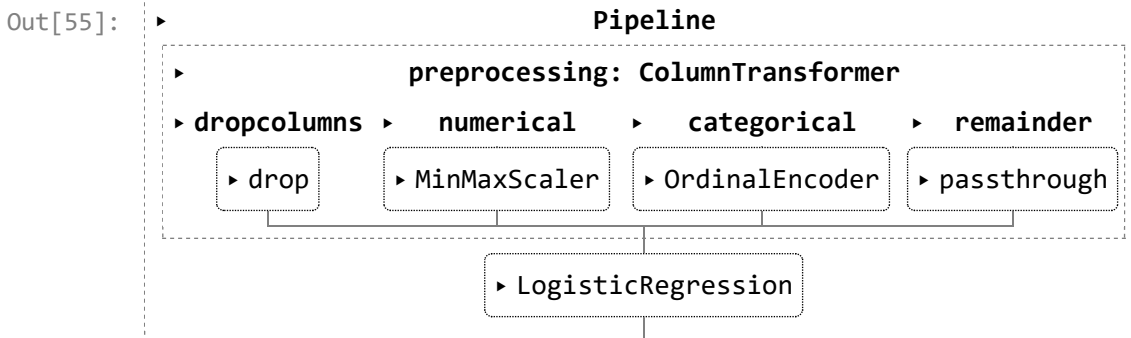 Out[55]: ▸ Pipeline
▸ preprocessing: ColumnTransformer
▸ dropcolumns ▸ numerical ▸ categorical ▸ remainder
▸ drop ▸ MinMaxScaler ▸ OrdinalEncoder ▸ passthrough
▸ LogisticRegression